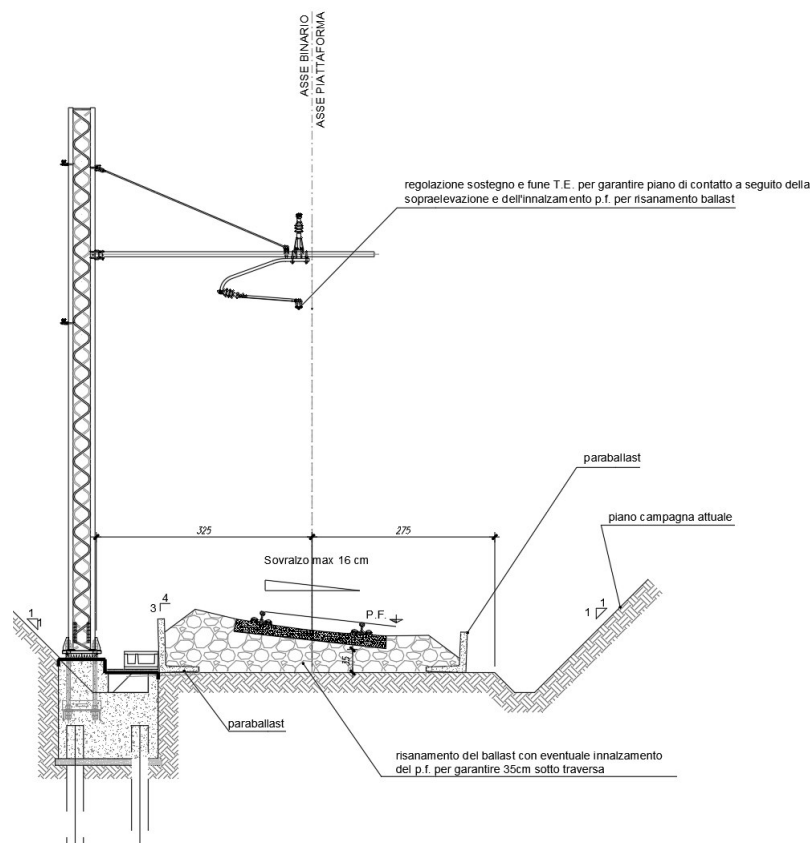 ASSE BINARIO
ASSE PIATTAFORMA
regolazione sostegno e fune T.E. per garantire piano di contatto a seguito della
sopraelevazione e dell'innalzamento p.f. per risanamento ballast
paraballast
piano campagna attuale
325
275
Sovralzo max 16 cm
4
3
P.F.
1
1
1
1
35
paraballast
risanamento del ballast con eventuale innalzamento
del p.f. per garantire 35cm sotto traversa